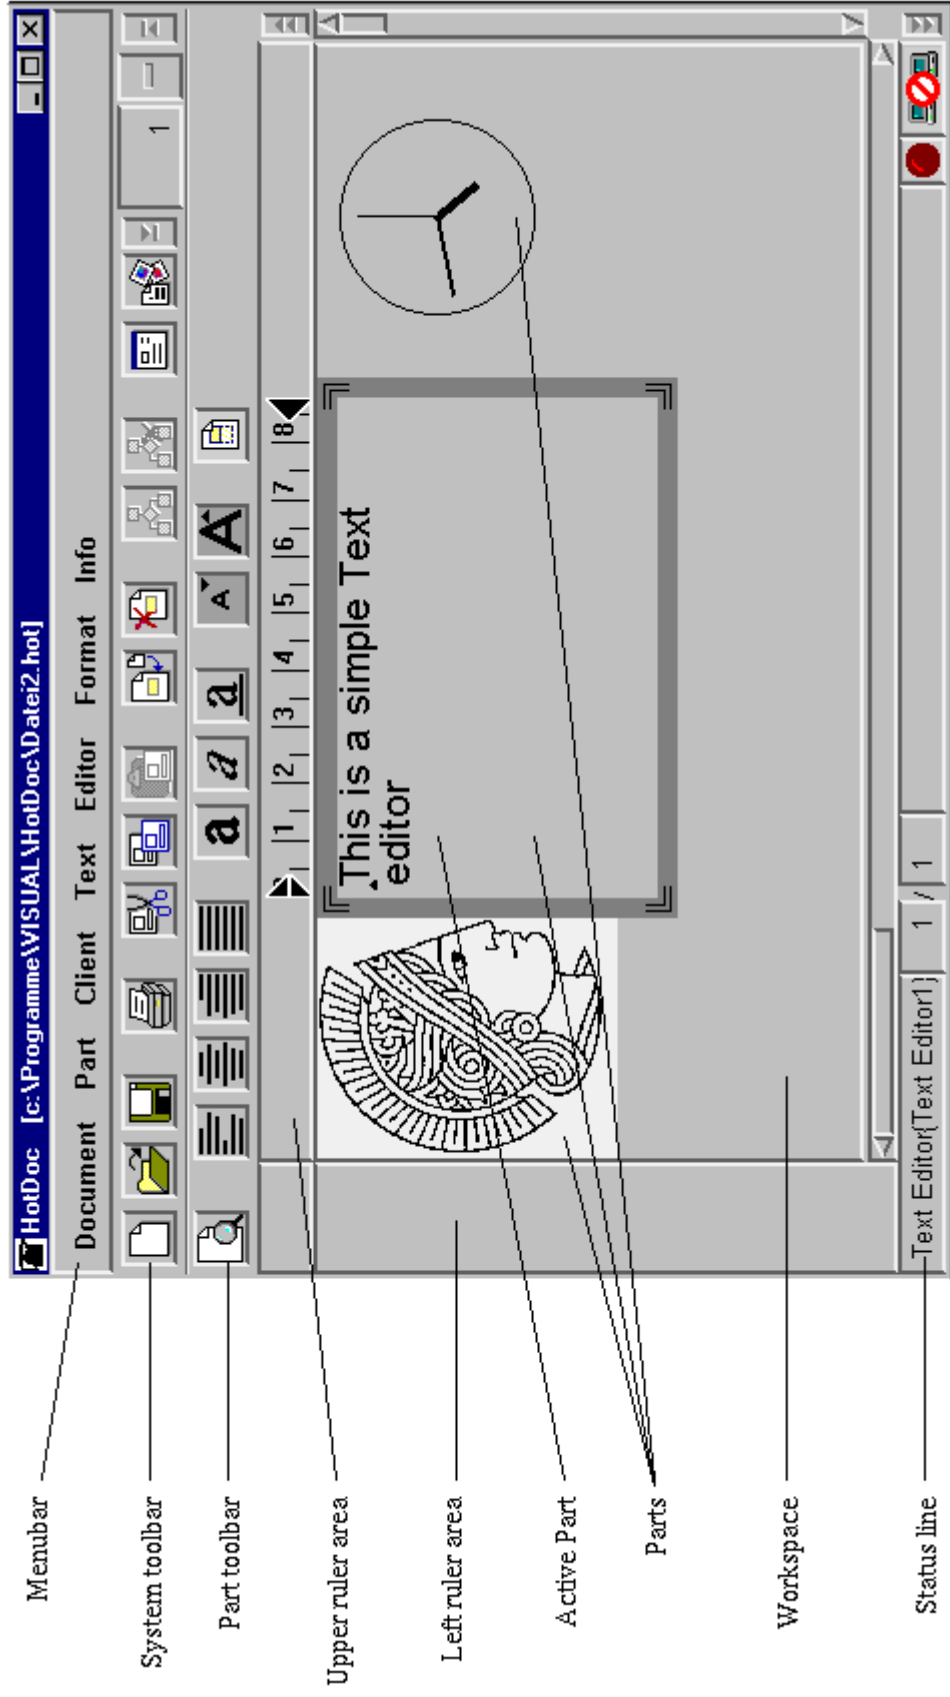 HotDoc [c:\Programme\VISUAL\HotDoc\Datei2.hot]
Document Part Client Text Editor Format Info
1
a a a A A
0 1 2 3 4 5 6 7 8
This is a simple Text
editor
Text Editor{Text Editor1} 1 / 1
Menubar
System toolbar
Part toolbar
Upper ruler area
Left ruler area
Active Part
Parts
Workspace
Status line